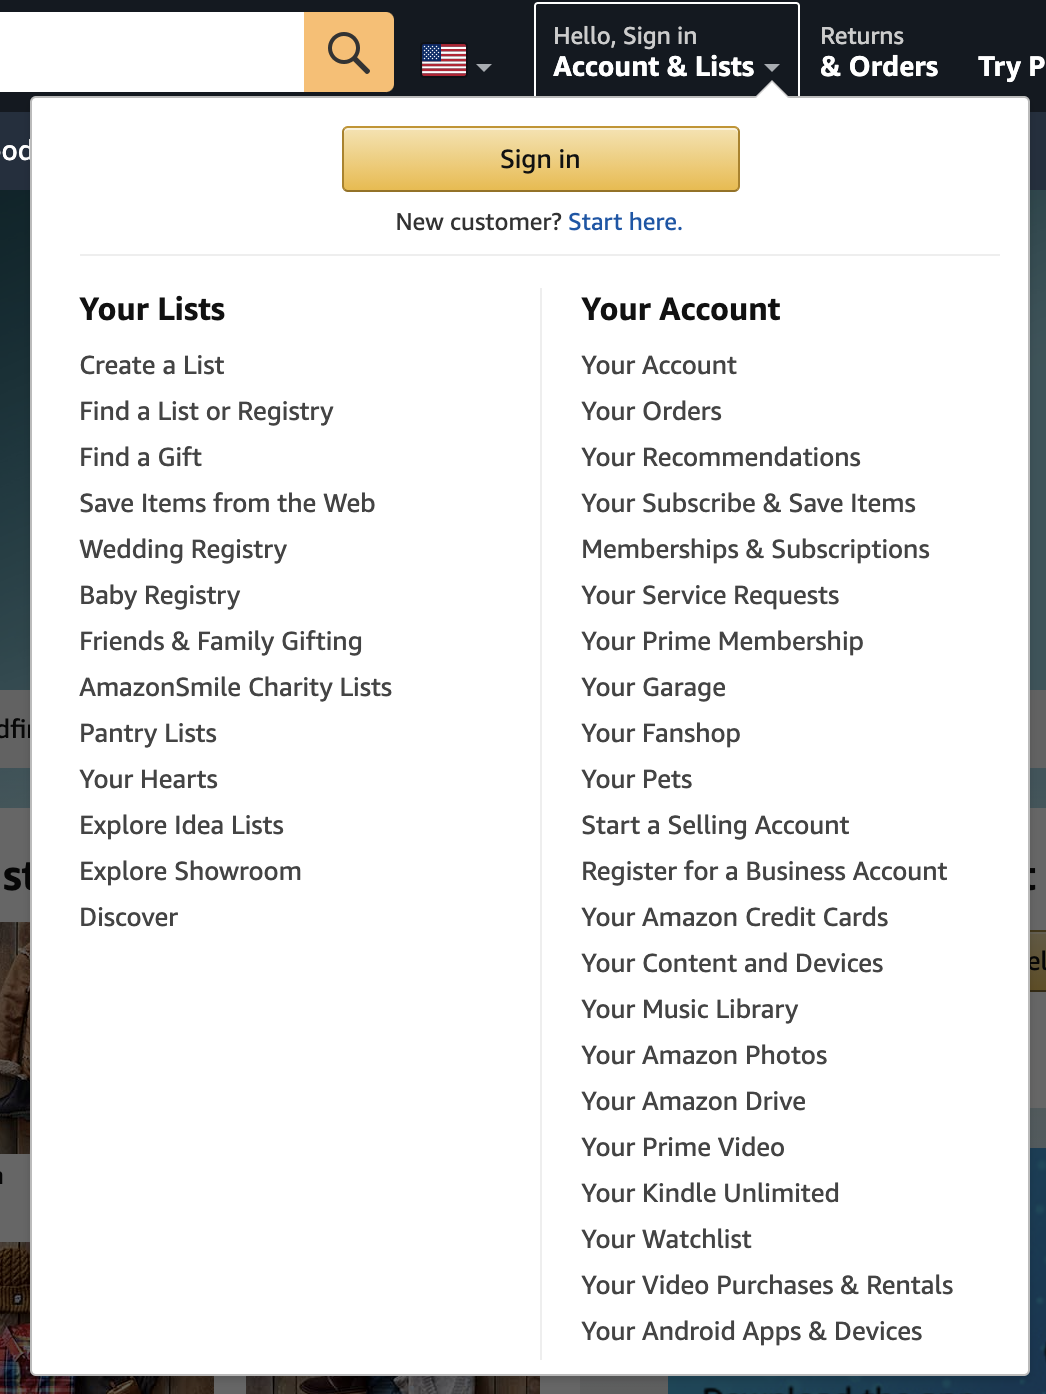 Hello, Sign in
Account & Lists
Returns
& Orders
Try P
Sign in
New customer? Start here.
Your Lists
Create a List
Find a List or Registry
Find a Gift
Save Items from the Web
Wedding Registry
Baby Registry
Friends & Family Gifting
AmazonSmile Charity Lists
Pantry Lists
Your Hearts
Explore Idea Lists
Explore Showroom
Discover
Your Account
Your Account
Your Orders
Your Recommendations
Your Subscribe & Save Items
Memberships & Subscriptions
Your Service Requests
Your Prime Membership
Your Garage
Your Fanshop
Your Pets
Start a Selling Account
Register for a Business Account
Your Amazon Credit Cards
Your Content and Devices
Your Music Library
Your Amazon Photos
Your Amazon Drive
Your Prime Video
Your Kindle Unlimited
Your Watchlist
Your Video Purchases & Rentals
Your Android Apps & Devices